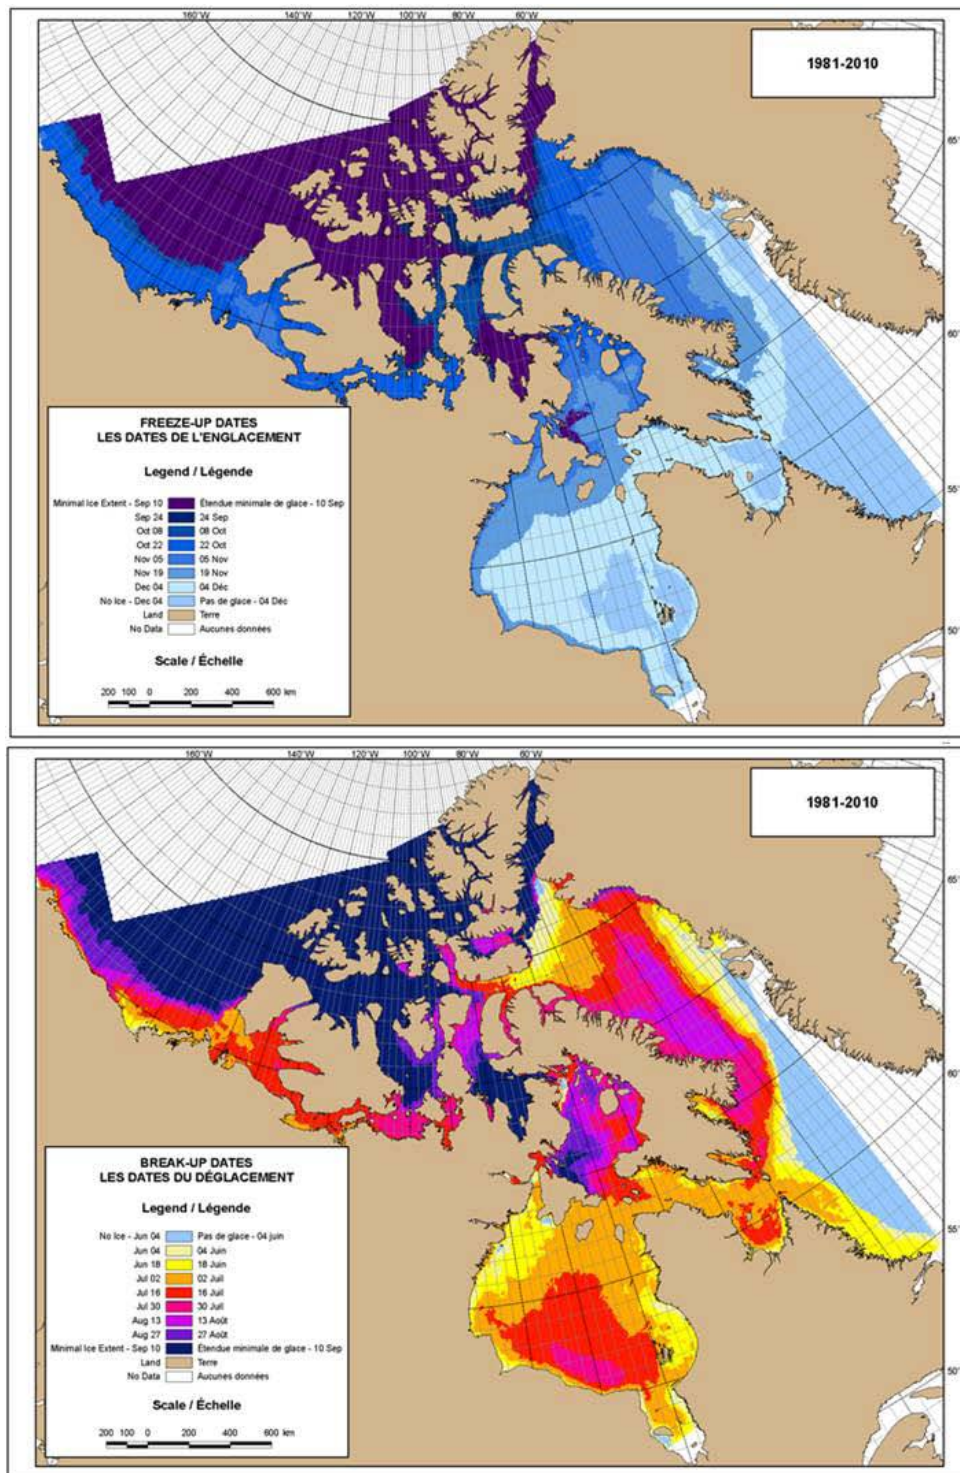 160°W 140°W 120°W 100°W 80°W 60°W
1981-2010
65°
60°
55°
50°
FREEZE-UP DATES
LES DATES DE L'ENGLACEMENT
Legend / Légende
Minimal Ice Extent - Sep 10 Étendue minimale de glace - 10 Sep
Sep 24 24 Sep
Oct 08 08 Oct
Oct 22 22 Oct
Nov 05 05 Nov
Nov 19 19 Nov
Dec 04 04 Déc
No Ice - Dec 04 Pas de glace - 04 Déc
Land Terre
No Data Aucunes données
Scale / Échelle
200 100 0 200 400 600 km
160°W 140°W 120°W 100°W 80°W 60°W
1981-2010
65°
60°
55°
50°
BREAK-UP DATES
LES DATES DU DÉGLACEMENT
Legend / Légende
No Ice - Jun 04 Pas de glace - 04 juin
Jun 04 04 Juin
Jun 18 18 Juin
Jul 02 02 Juil
Jul 16 16 Juil
Jul 30 30 Juil
Aug 13 13 Août
Aug 27 27 Août
Minimal Ice Extent - Sep 10 Étendue minimale de glace - 10 Sep
Land Terre
No Data Aucunes données
Scale / Échelle
200 100 0 200 400 600 km